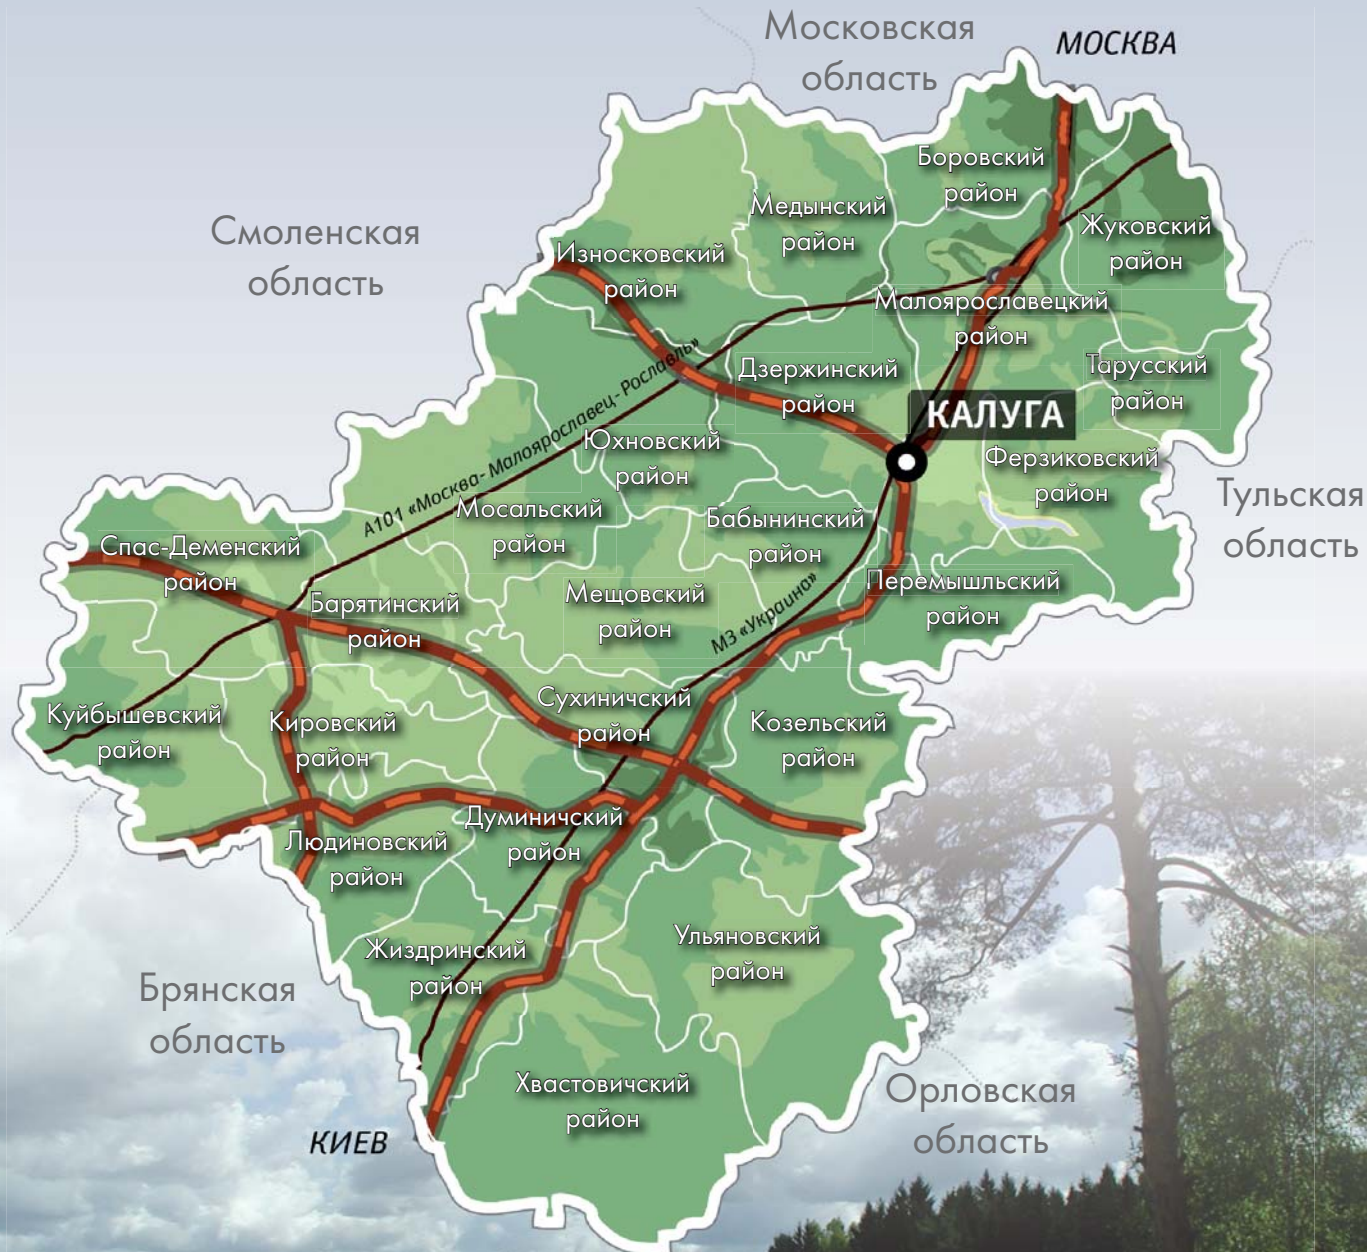 Московская
область
МОСКВА
Боровский
район
Медынский
район
Жуковский
район
Смоленская
область
Износковский
район
Малоярославецкий
район
Дзержинский
район
Тарусский
район
КАЛУГА
А101 «Москва- Малоярославец- Рославль»
Юхновский
район
Ферзиковский
район
Тульская
область
Мосальский
район
Бабынинский
район
Спас-Деменский
район
Перемышльский
район
Мещовский
район
Барятинский
район
М3 «Украина»
Сухиничский
район
Козельский
район
Куйбышевский
район
Кировский
район
Думиничский
район
Людиновский
район
Ульяновский
район
Жиздринский
район
Брянская
область
Хвастовичский
район
Орловская
область
КИЕВ